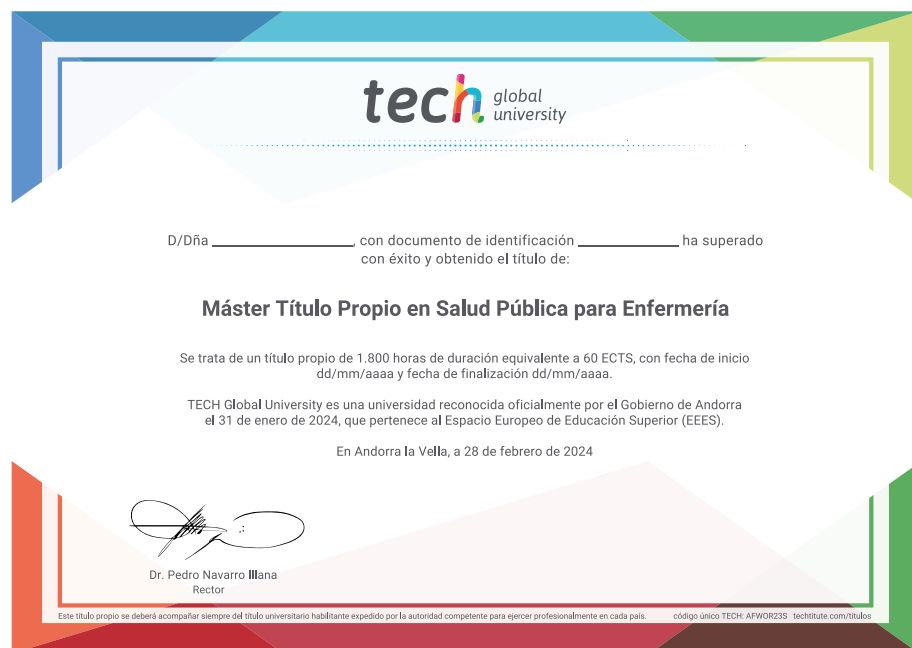 tech global university
D/Dña ____________, con documento de identificación ____________ ha superado
con éxito y obtenido el título de:
Máster Título Propio en Salud Pública para Enfermería
Se trata de un título propio de 1.800 horas de duración equivalente a 60 ECTS, con fecha de inicio
dd/mm/aaaa y fecha de finalización dd/mm/aaaa.
TECH Global University es una universidad reconocida oficialmente por el Gobierno de Andorra
el 31 de enero de 2024, que pertenece al Espacio Europeo de Educación Superior (EEES).
En Andorra la Vella, a 28 de febrero de 2024
Dr. Pedro Navarro Illana
Rector
Este título propio se deberá acompañar siempre del título universitario habilitante expedido por la autoridad competente para ejercer profesionalmente en cada país. código único TECH: AFWOR23S techtitute.com/titulos